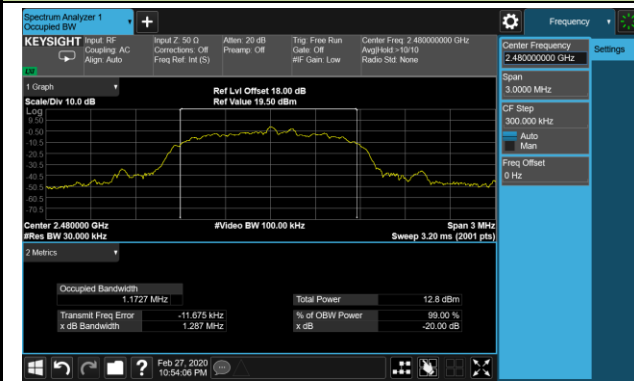 Spectrum Analyzer 1
Occupied BW
Frequency
KEYSIGHT
Input: RF
Coupling: AC
Align: Auto
Input Z: 50 Ω
Corrections: Off
Freq Ref: Int (S)
Atten: 20 dB
Preamp: Off
Trig: Free Run
Gate: Off
#IF Gain: Low
Center Freq: 2.480000000 GHz
Avg|Hold:>10/10
Radio Std: None
Center Frequency
2.480000000 GHz
Settings
Span
3.0000 MHz
CF Step
300.000 kHz
Auto
Man
Freq Offset
0 Hz
1 Graph
Scale/Div 10.0 dB
Ref Lvl Offset 18.00 dB
Ref Value 19.50 dBm
Log
9.50
-0.50
-10.5
-20.5
-30.5
-40.5
-50.5
-60.5
-70.5
Center 2.480000 GHz
#Res BW 30.000 kHz
#Video BW 100.00 kHz
Span 3 MHz
Sweep 3.20 ms (2001 pts)
2 Metrics
Occupied Bandwidth
1.1727 MHz
Total Power 12.8 dBm
Transmit Freq Error -11.675 kHz
% of OBW Power 99.00 %
x dB Bandwidth 1.287 MHz
x dB -20.00 dB
Feb 27, 2020
10:54:06 PM